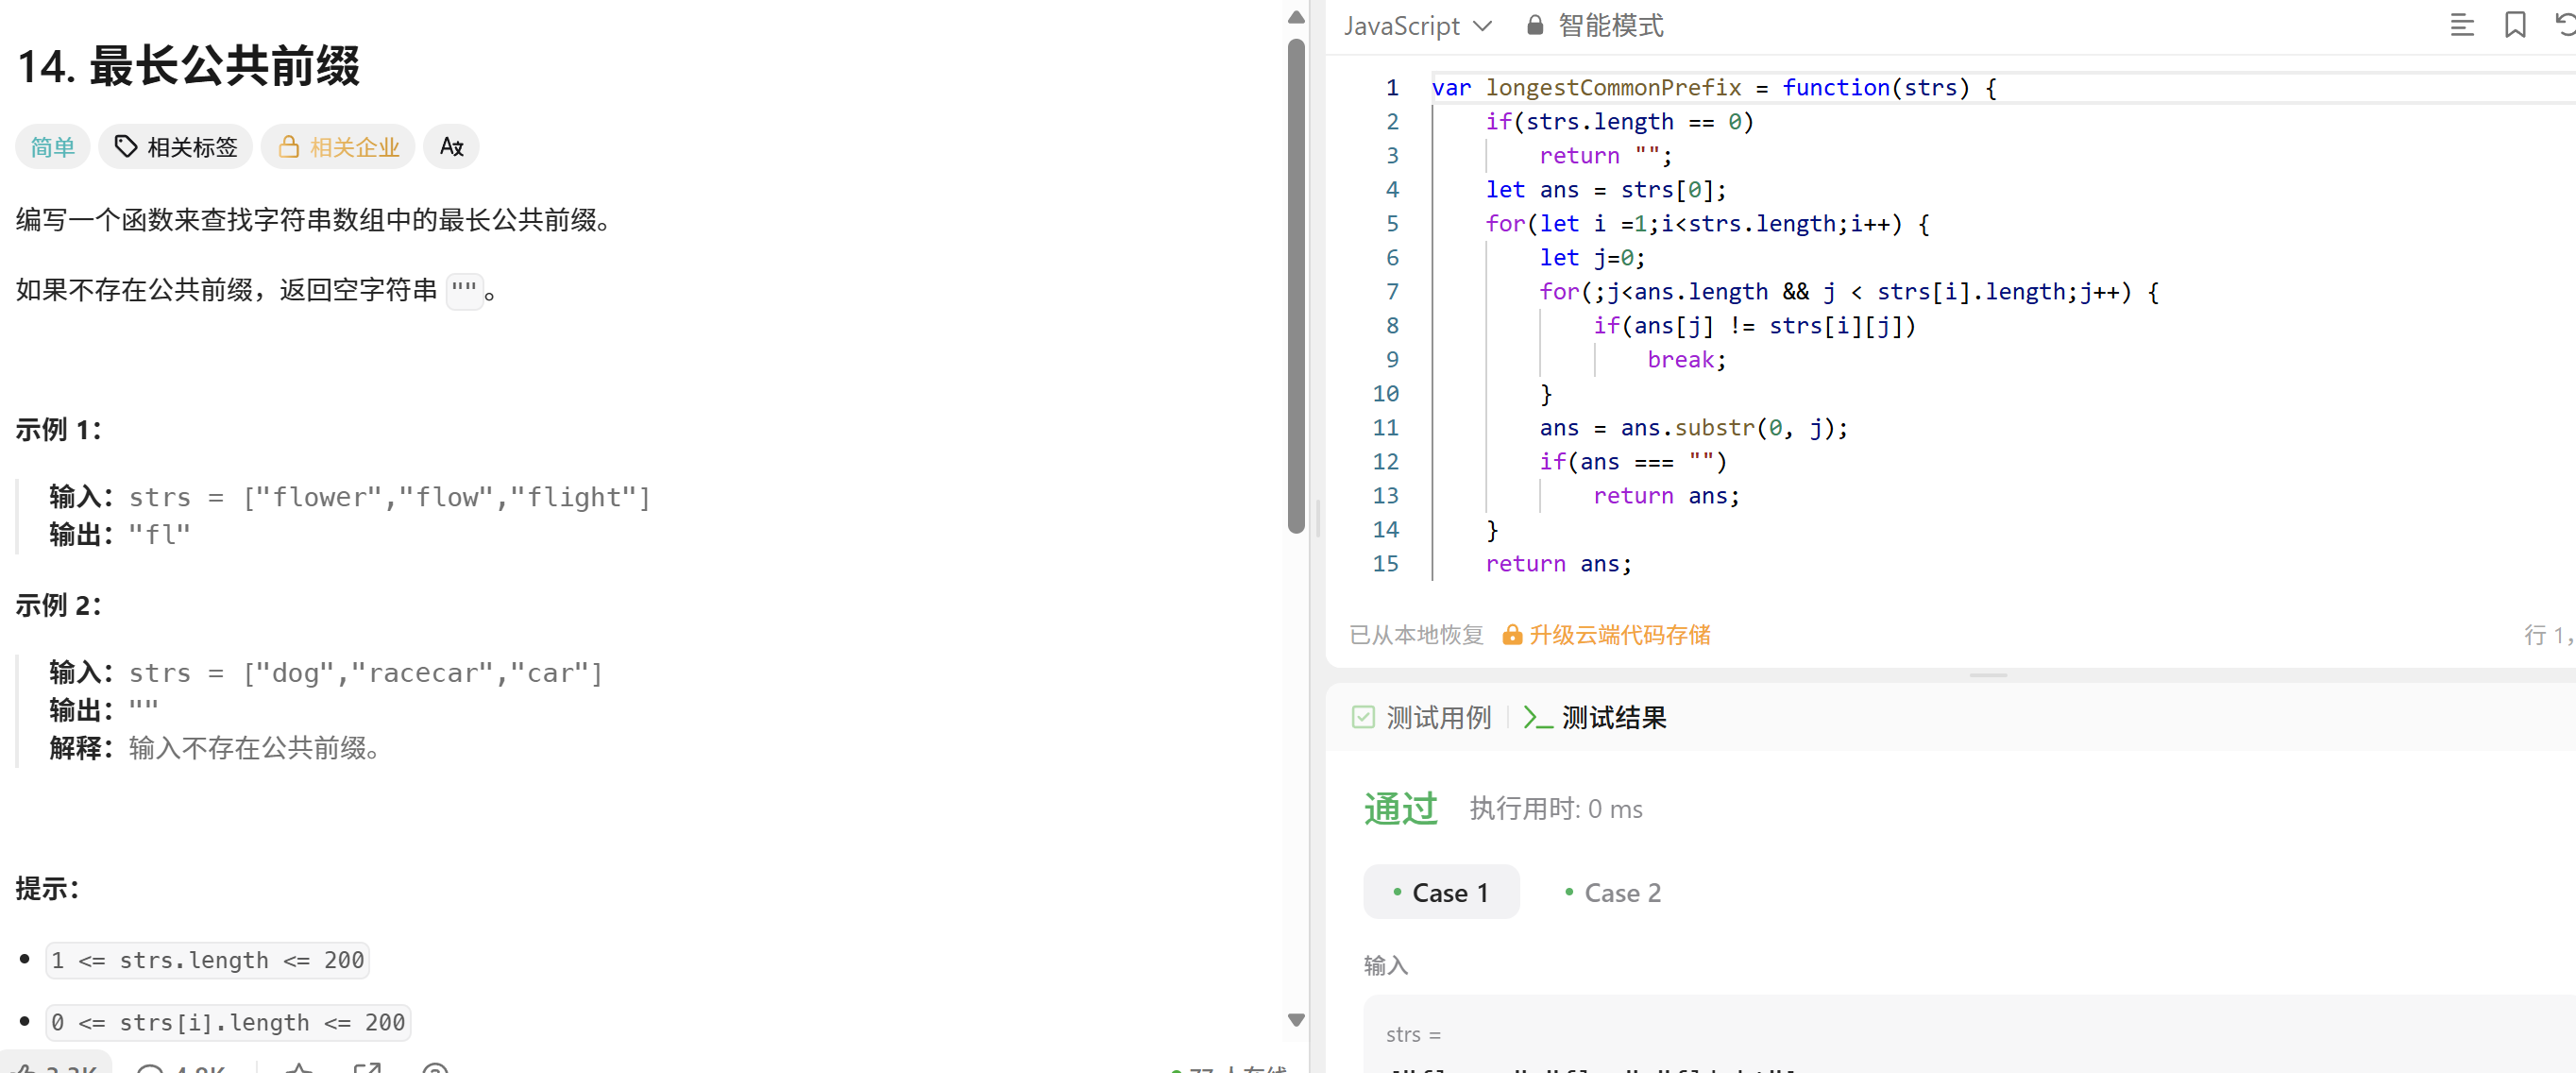 14. 最长公共前缀
简单 相关标签 相关企业
编写一个函数来查找字符串数组中的最长公共前缀。
如果不存在公共前缀，返回空字符串 ""。
示例 1：
输入：strs = ["flower","flow","flight"]
输出："fl"
示例 2：
输入：strs = ["dog","racecar","car"]
输出：""
解释：输入不存在公共前缀。
提示：
1 <= strs.length <= 200
0 <= strs[i].length <= 200
JavaScript 智能模式
1 var longestCommonPrefix = function(strs) {
2 if(strs.length == 0)
3 return "";
4 let ans = strs[0];
5 for(let i =1;i<strs.length;i++) {
6 let j=0;
7 for(;j<ans.length && j < strs[i].length;j++) {
8 if(ans[j] != strs[i][j])
9 break;
10 }
11 ans = ans.substr(0, j);
12 if(ans === "")
13 return ans;
14 }
15 return ans;
已从本地恢复 升级云端代码存储 行 1,
测试用例 测试结果
通过 执行用时: 0 ms
Case 1 Case 2
输入
strs =